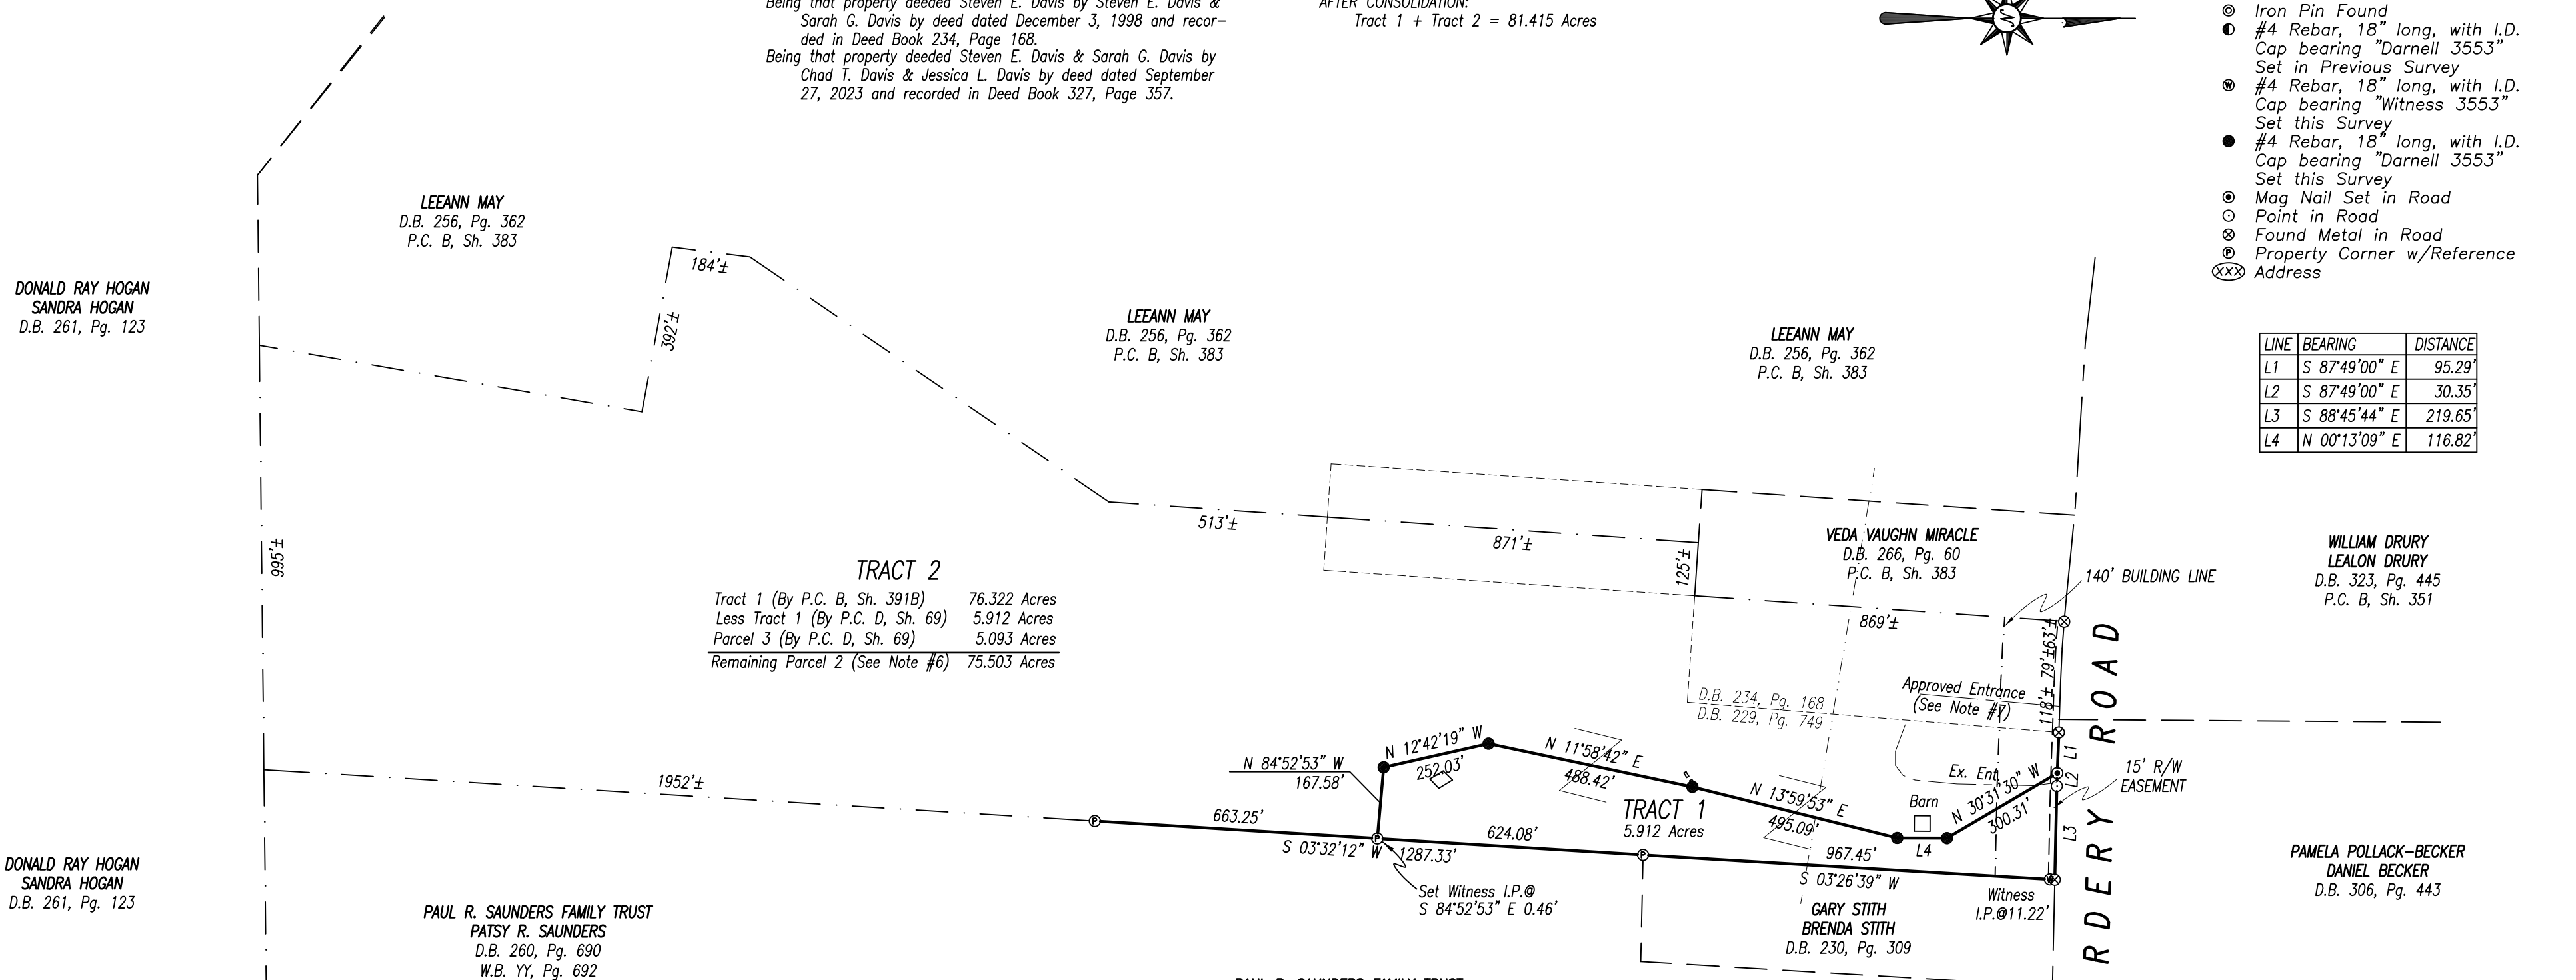 Being that property deeded Steven E. Davis by Steven E. Davis &
Sarah G. Davis by deed dated December 3, 1998 and recor-
ded in Deed Book 234, Page 168.
Being that property deeded Steven E. Davis & Sarah G. Davis by
Chad T. Davis & Jessica L. Davis by deed dated September
27, 2023 and recorded in Deed Book 327, Page 357.
AFTER CONSOLIDATION:
Tract 1 + Tract 2 = 81.415 Acres
N
Iron Pin Found
#4 Rebar, 18" long, with I.D.
Cap bearing "Darnell 3553"
Set in Previous Survey
W #4 Rebar, 18" long, with I.D.
Cap bearing "Witness 3553"
Set this Survey
#4 Rebar, 18" long, with I.D.
Cap bearing "Darnell 3553"
Set this Survey
Mag Nail Set in Road
Point in Road
Found Metal in Road
P Property Corner w/Reference
XXX Address
LINE BEARING DISTANCE
L1 S 87°49'00" E 95.29'
L2 S 87°49'00" E 30.35'
L3 S 88°45'44" E 219.65'
L4 N 00°13'09" E 116.82'
LEEANN MAY
D.B. 256, Pg. 362
P.C. B, Sh. 383
DONALD RAY HOGAN
SANDRA HOGAN
D.B. 261, Pg. 123
184'±
392'±
LEEANN MAY
D.B. 256, Pg. 362
P.C. B, Sh. 383
LEEANN MAY
D.B. 256, Pg. 362
P.C. B, Sh. 383
995'±
513'±
871'±
125'±
VEDA VAUGHN MIRACLE
D.B. 266, Pg. 60
P.C. B, Sh. 383
140' BUILDING LINE
WILLIAM DRURY
LEALON DRURY
D.B. 323, Pg. 445
P.C. B, Sh. 351
TRACT 2
Tract 1 (By P.C. B, Sh. 391B) 76.322 Acres
Less Tract 1 (By P.C. D, Sh. 69) 5.912 Acres
Parcel 3 (By P.C. D, Sh. 69) 5.093 Acres
Remaining Parcel 2 (See Note #6) 75.503 Acres
869'±
63'±
79'±
118'±
Approved Entrance
(See Note #7)
D.B. 234, Pg. 168
D.B. 229, Pg. 749
RDERY ROAD
L1
L2
L3
15' R/W
EASEMENT
Ex. Ent.
N 84°52'53" W
167.58'
N 12°42'19" W
252.03'
N 11°58'42" E
488.42'
N 13°59'53" E
495.09'
Barn
L4
N 30°31'30" W
300.31'
TRACT 1
5.912 Acres
1952'±
P
663.25'
P
624.08'
P
967.45'
S 03°32'12" W 1287.33'
S 03°26'39" W
Set Witness I.P.@
S 84°52'53" E 0.46'
W
Witness
I.P.@11.22'
GARY STITH
BRENDA STITH
D.B. 230, Pg. 309
PAMELA POLLACK-BECKER
DANIEL BECKER
D.B. 306, Pg. 443
DONALD RAY HOGAN
SANDRA HOGAN
D.B. 261, Pg. 123
PAUL R. SAUNDERS FAMILY TRUST
PATSY R. SAUNDERS
D.B. 260, Pg. 690
W.B. YY, Pg. 692
PAUL R. SAUNDERS FAMILY TRUST